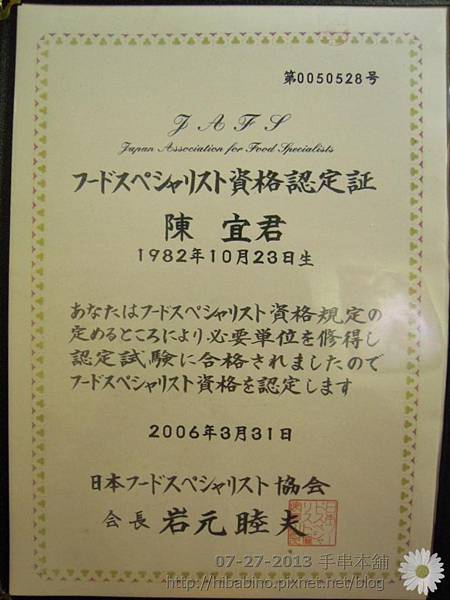 第0050528号
JAFS
Japan Association for Food Specialists
フードスペシャリスト資格認定証
陳 宜君
1982年10月23日生
あなたはフードスペシャリスト資格規定の
定めるところにより必要単位を修得し
認定試験に合格されましたので
フードスペシャリスト資格を認定します
2006年3月31日
日本フードスペシャリスト協会
会長 岩元睦夫
07-27-2013 手串本舖
http://hibabino.pixnet.net/blog